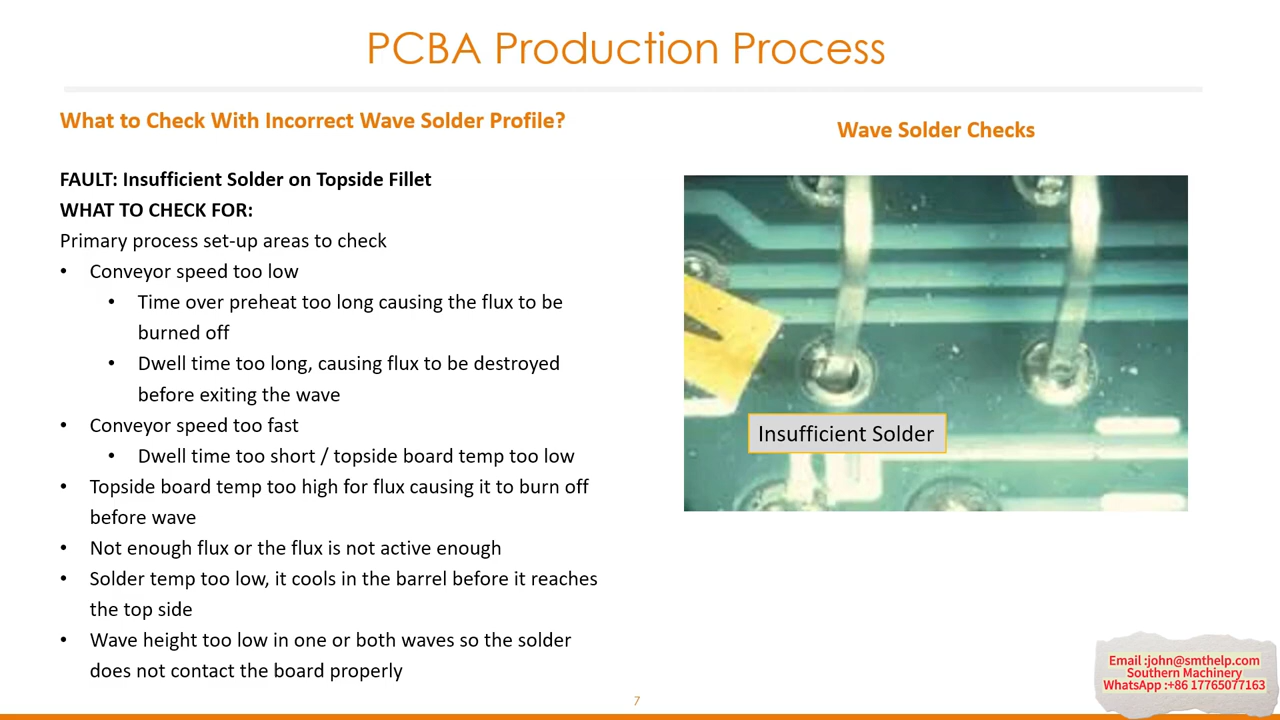 PCBA Production Process
What to Check With Incorrect Wave Solder Profile?
FAULT: Insufficient Solder on Topside Fillet
WHAT TO CHECK FOR:
Primary process set-up areas to check
• Conveyor speed too low
• Time over preheat too long causing the flux to be
burned off
• Dwell time too long, causing flux to be destroyed
before exiting the wave
• Conveyor speed too fast
• Dwell time too short / topside board temp too low
• Topside board temp too high for flux causing it to burn off
before wave
• Not enough flux or the flux is not active enough
• Solder temp too low, it cools in the barrel before it reaches
the top side
• Wave height too low in one or both waves so the solder
does not contact the board properly
Wave Solder Checks
Insufficient Solder
7
Email :john@smthelp.com
Southern Machinery
WhatsApp :+86 17765077163